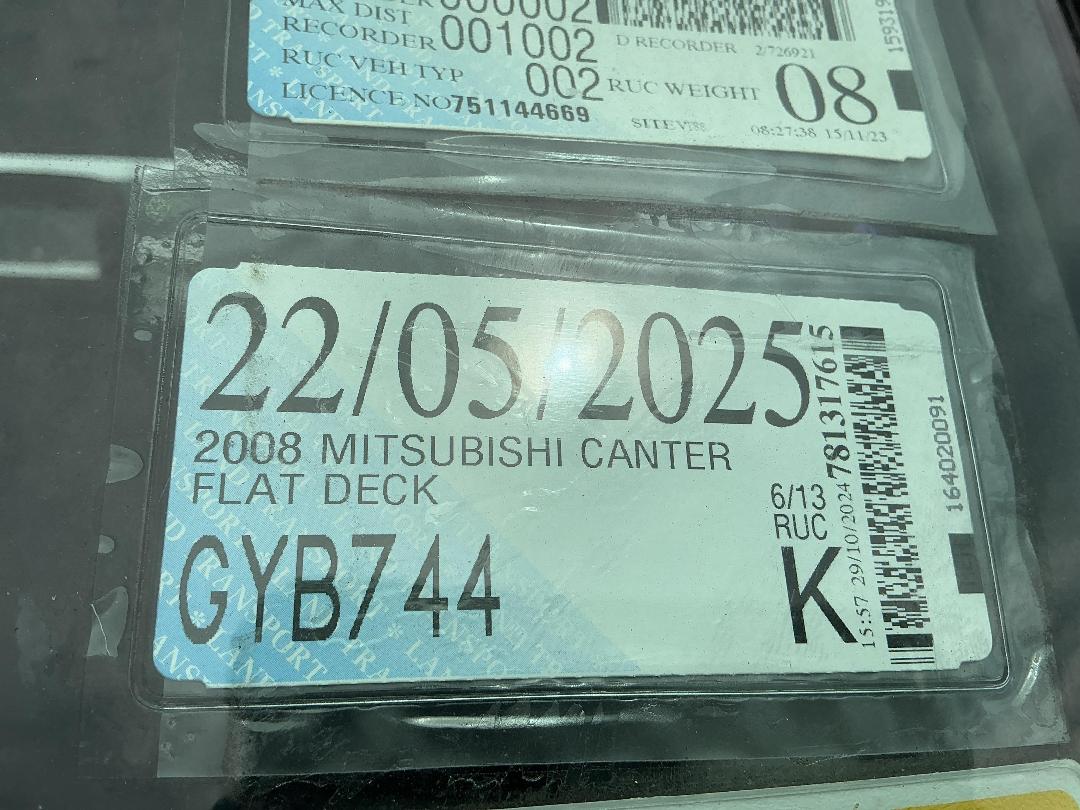 000002
MAX DIST
RECORDER 001002
D RECORDER 2/726921
RUC VEH TYP 002
RUC WEIGHT 08
LICENCE NO 751144669
08:27:38 15/11/23
159319
22/05/2025
2008 MITSUBISHI CANTER
FLAT DECK
6/13
RUC
GYB744
K
15:57 29/10/2024 781317615
164020091